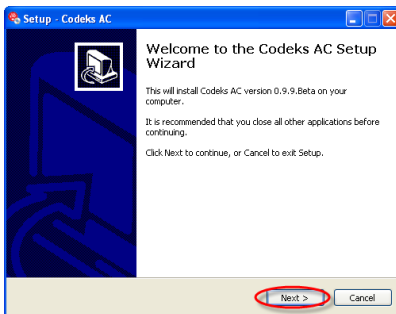 Setup - Codeks AC
Welcome to the Codeks AC Setup
Wizard
This will install Codeks AC version 0.9.9.Beta on your
computer.
It is recommended that you close all other applications before
continuing.
Click Next to continue, or Cancel to exit Setup.
Next >
Cancel